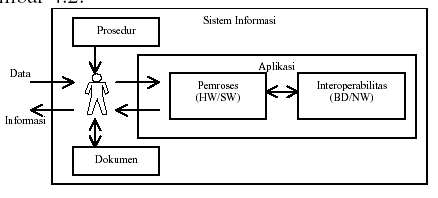 Sistem Informasi
Prosedur
Aplikasi
Data
Pemroses
(HW/SW)
Interoperabilitas
(BD/NW)
Informasi
Dokumen